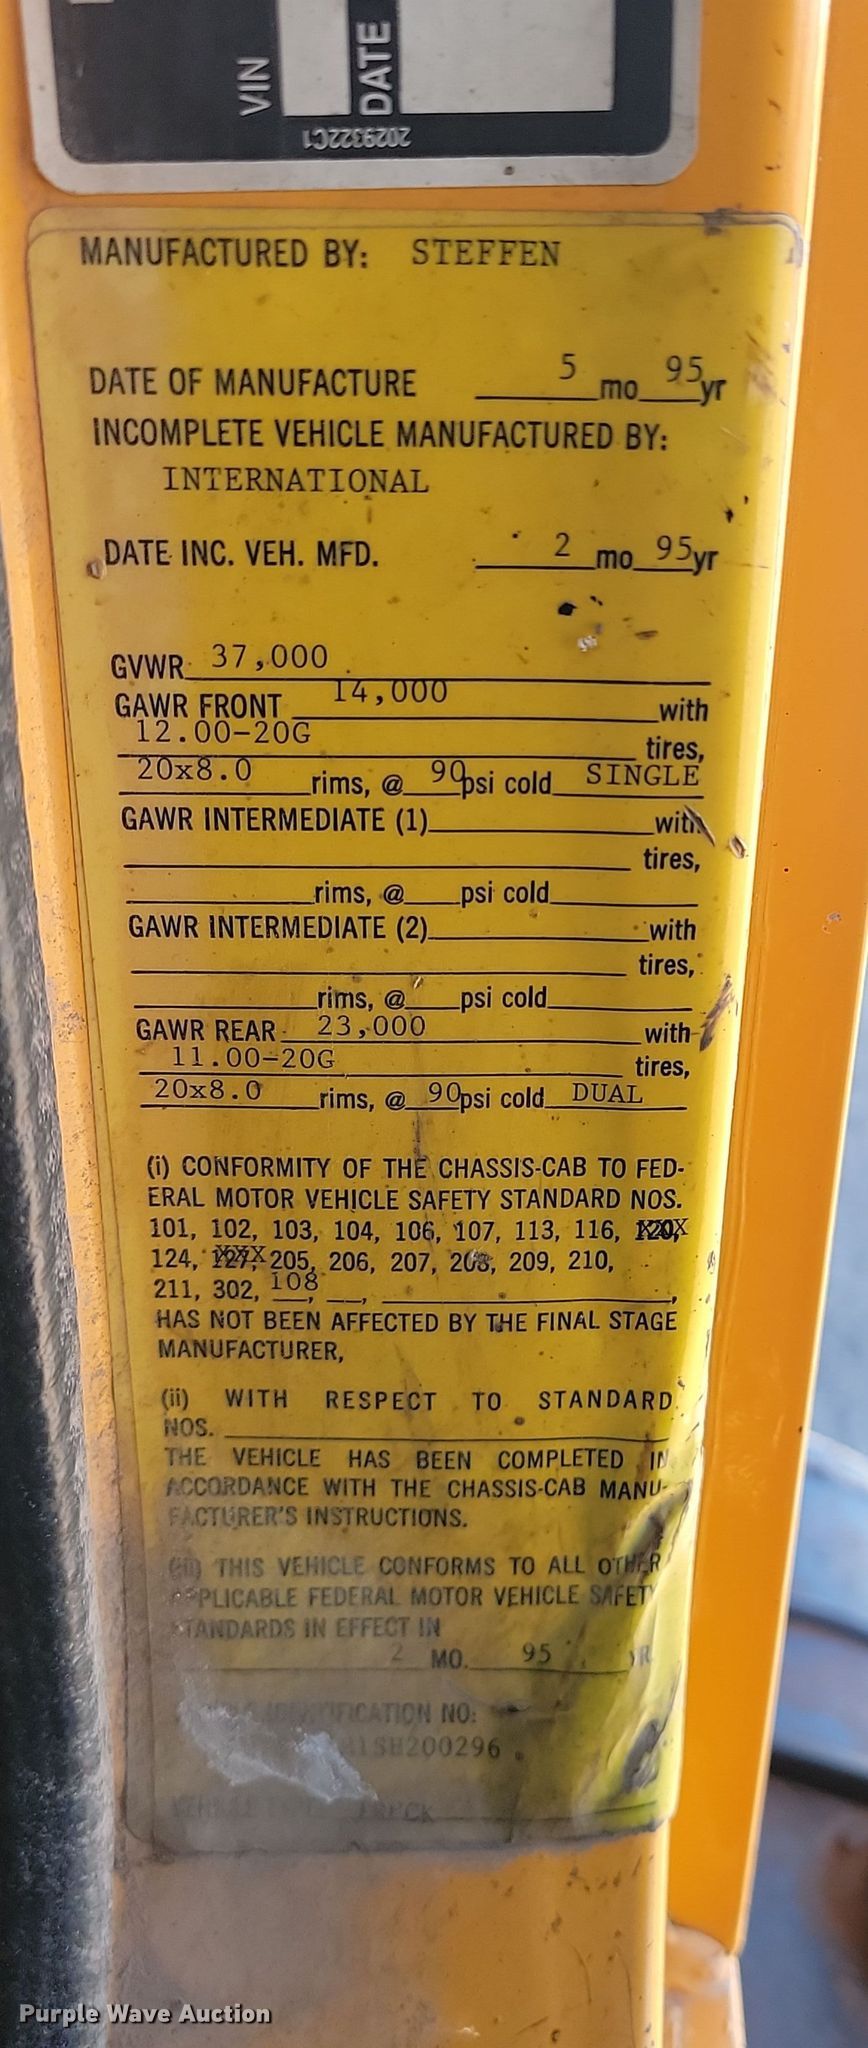 VIN
DATE
2029322C1
MANUFACTURED BY: STEFFEN
DATE OF MANUFACTURE 5 mo 95 yr
INCOMPLETE VEHICLE MANUFACTURED BY:
INTERNATIONAL
DATE INC. VEH. MFD. 2 mo 95 yr
GVWR 37,000
GAWR FRONT 14,000 with
12.00-20G tires,
20x8.0 rims, @ 90 psi cold SINGLE
GAWR INTERMEDIATE (1) with
tires,
rims, @ psi cold
GAWR INTERMEDIATE (2) with
tires,
rims, @ psi cold
GAWR REAR 23,000 with
11.00-20G tires,
20x8.0 rims, @ 90 psi cold DUAL
(i) CONFORMITY OF THE CHASSIS-CAB TO FED-
ERAL MOTOR VEHICLE SAFETY STANDARD NOS.
101, 102, 103, 104, 106, 107, 113, 116, 120,
124, 127, 205, 206, 207, 208, 209, 210,
211, 302, 108, , ,
HAS NOT BEEN AFFECTED BY THE FINAL STAGE
MANUFACTURER,
(ii) WITH RESPECT TO STANDARD
NOS.
THE VEHICLE HAS BEEN COMPLETED IN
ACCORDANCE WITH THE CHASSIS-CAB MANU-
FACTURER'S INSTRUCTIONS.
(iii) THIS VEHICLE CONFORMS TO ALL OTHER
APPLICABLE FEDERAL MOTOR VEHICLE SAFETY
STANDARDS IN EFFECT IN
2 MO. 95 YR.
IDENTIFICATION NO:
1SH200296
TRUCK
Purple Wave Auction